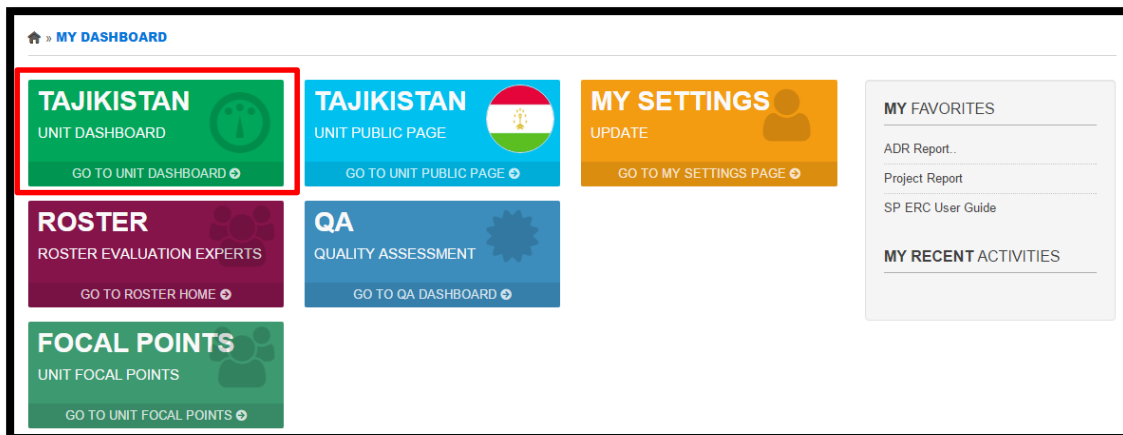 » MY DASHBOARD
TAJIKISTAN
UNIT DASHBOARD
GO TO UNIT DASHBOARD
TAJIKISTAN
UNIT PUBLIC PAGE
GO TO UNIT PUBLIC PAGE
MY SETTINGS
UPDATE
GO TO MY SETTINGS PAGE
ROSTER
ROSTER EVALUATION EXPERTS
GO TO ROSTER HOME
QA
QUALITY ASSESSMENT
GO TO QA DASHBOARD
FOCAL POINTS
UNIT FOCAL POINTS
GO TO UNIT FOCAL POINTS
MY FAVORITES
ADR Report..
Project Report
SP ERC User Guide
MY RECENT ACTIVITIES